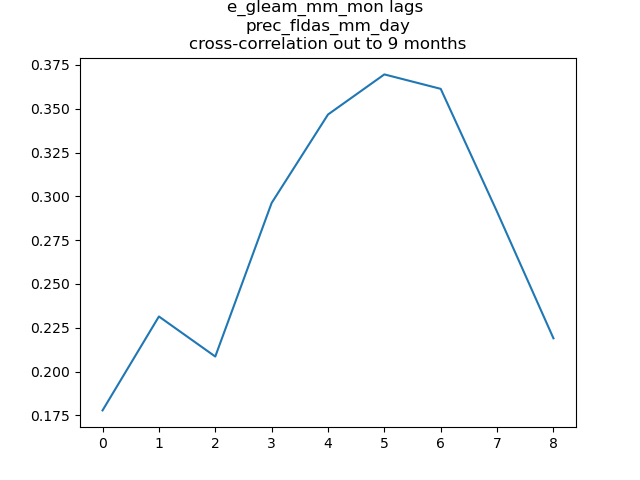 e_gleam_mm_mon lags
prec_fldas_mm_day
cross-correlation out to 9 months
0.375
0.350
0.325
0.300
0.275
0.250
0.225
0.200
0.175
0 1 2 3 4 5 6 7 8